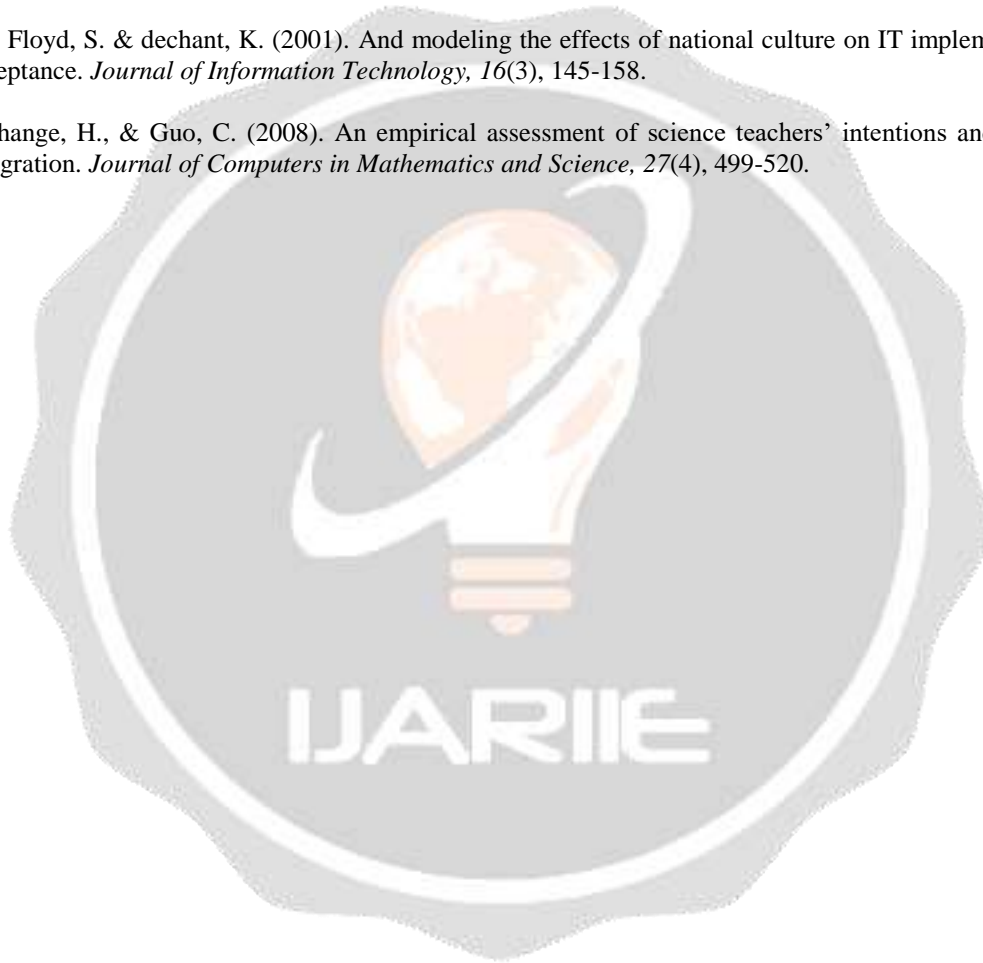 Floyd, S. & dechant, K. (2001). And modeling the effects of national culture on IT implem
eptance. Journal of Information Technology, 16(3), 145-158.
hange, H., & Guo, C. (2008). An empirical assessment of science teachers’ intentions and
gration. Journal of Computers in Mathematics and Science, 27(4), 499-520.
IJARIIE